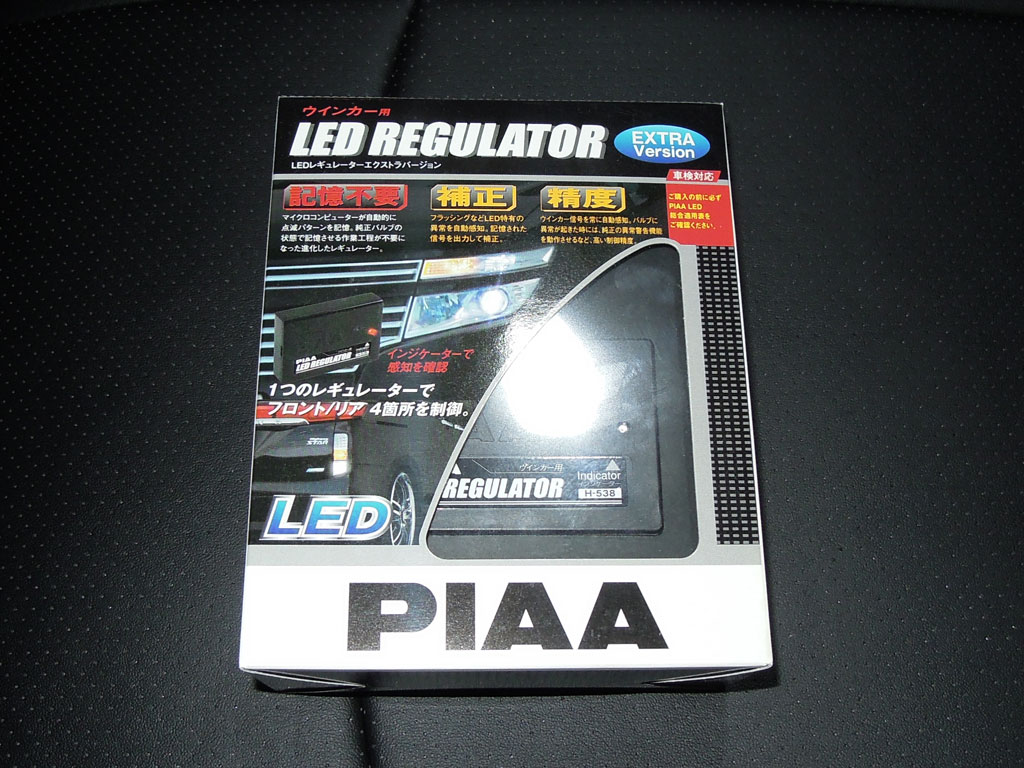 ウインカー用
LED REGULATOR
EXTRA
Version
LEDレギュレーターエクストラバージョン
車検対応
ご購入の前に必ず
PIAA LED
総合適用表を
ご確認ください。
記憶不要
マイクロコンピューターが自動的に
点滅パターンを記憶。純正バルブの
状態で記憶させる作業工程が不要に
なった進化したレギュレーター。
補正
フラッシングなどLED特有の
異常を自動感知。記憶された
信号を出力して補正。
精度
ウインカー信号を常に自動感知。バルブに
異常が起きた時には、純正の異常警告機能
を動作させるなど、高い制御精度。
PIAA
LED REGULATOR
インジケーターで
感知を確認
1つのレギュレーターで
フロント/リア 4箇所を制御。
STAR
ウインカー用
REGULATOR
Indicator
インジケーター
H-538
LED
PIAA